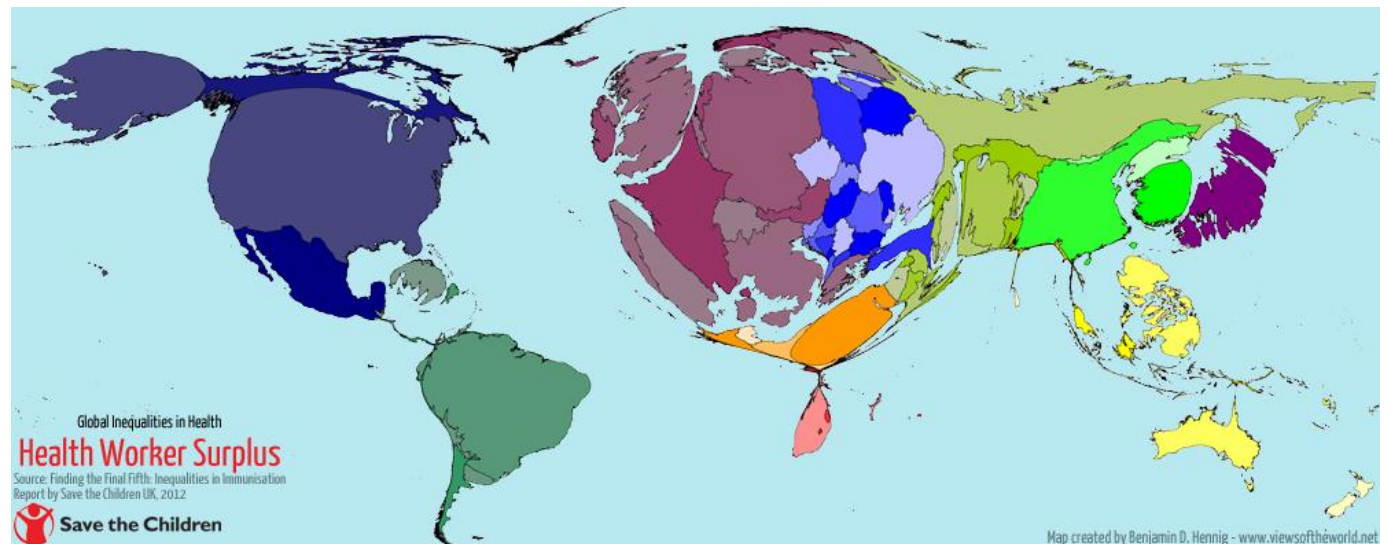 Global Inequalities in Health
Health Worker Surplus
Source: Finding the Final Fifth: Inequalities in Immunisation
Report by Save the Children UK, 2012
Save the Children
Map created by Benjamin D. Hennig - www.viewsoftheworld.net